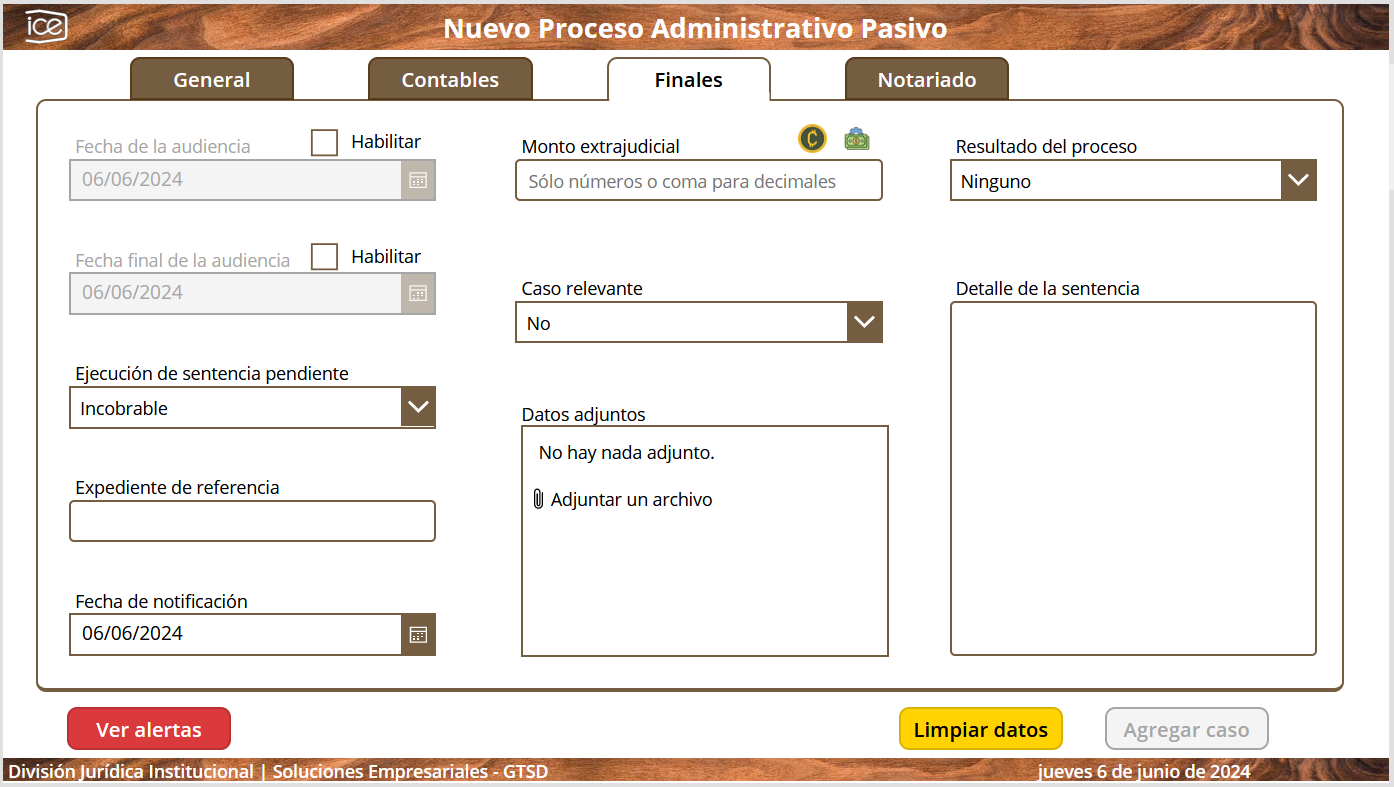 ice
Nuevo Proceso Administrativo Pasivo
General
Contables
Finales
Notariado
Fecha de la audiencia
Habilitar
06/06/2024
Fecha final de la audiencia
Habilitar
06/06/2024
Ejecución de sentencia pendiente
Incobrable
Expediente de referencia
Fecha de notificación
06/06/2024
Monto extrajudicial
Sólo números o coma para decimales
Caso relevante
No
Datos adjuntos
No hay nada adjunto.
Adjuntar un archivo
Resultado del proceso
Ninguno
Detalle de la sentencia
Ver alertas
Limpiar datos
Agregar caso
División Jurídica Institucional | Soluciones Empresariales - GTSD
jueves 6 de junio de 2024